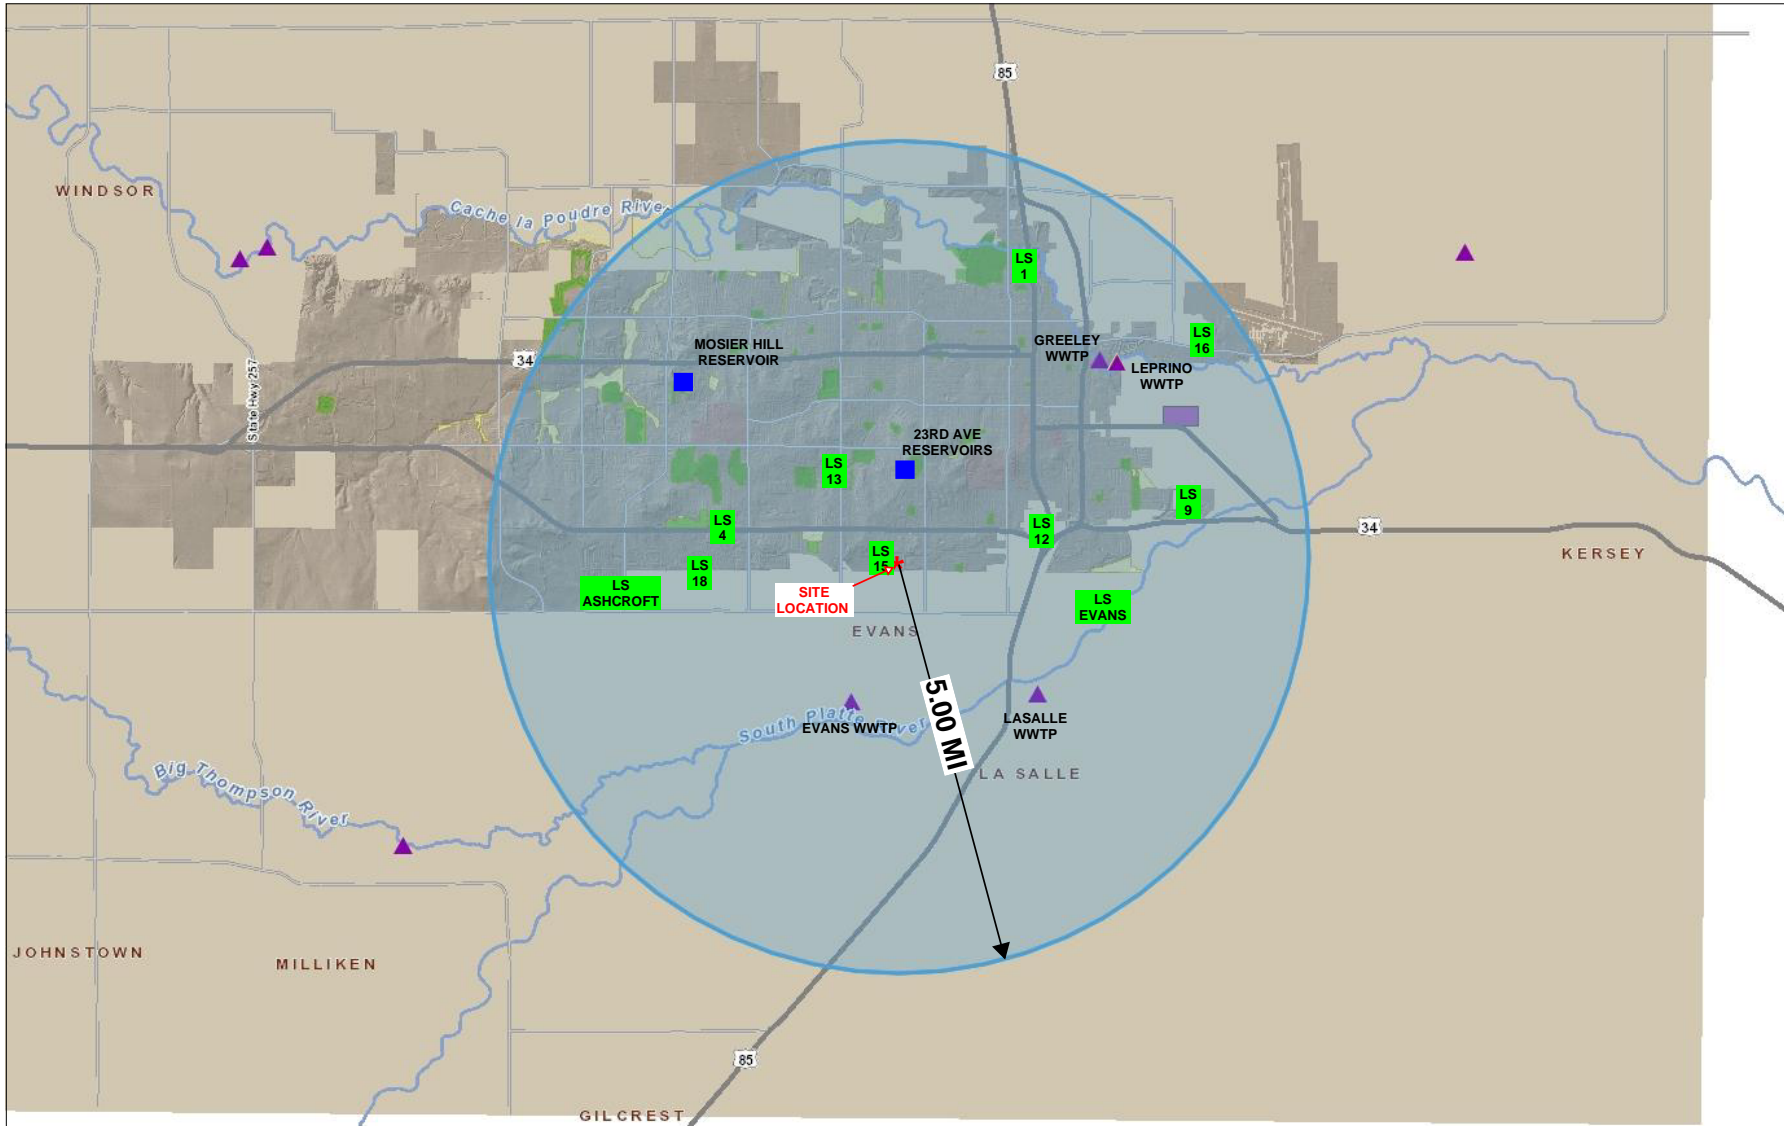 85
WINDSOR
Cache la Poudre River
LS
1
LS
16
GREELEY
WWTP
LEPRINO
WWTP
MOSIER HILL
RESERVOIR
34
State Hwy 257
23RD AVE
RESERVOIRS
LS
13
LS
9
LS
4
LS
12
34
KERSEY
LS
15
LS
18
LS
ASHCROFT
SITE
LOCATION
LS
EVANS
EVANS
5.00 MI
South Platte River
EVANS WWTP
LASALLE
WWTP
LA SALLE
Big Thompson River
JOHNSTOWN
MILLIKEN
85
GILCREST